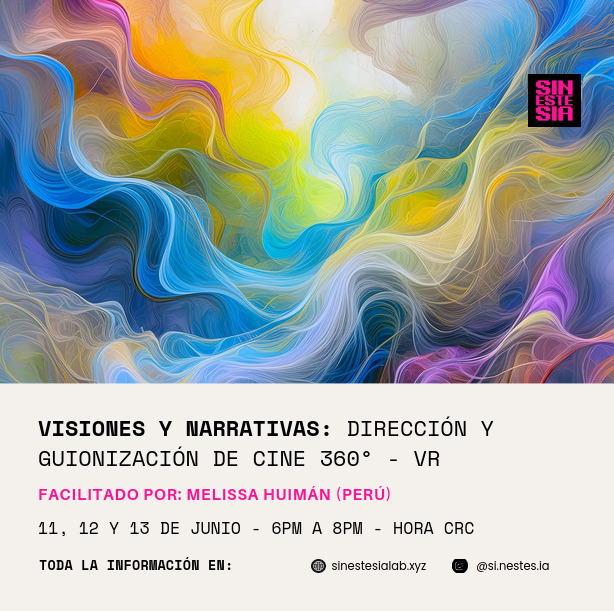 SIN
ESTE
SIA
VISIONES Y NARRATIVAS: DIRECCIÓN Y
GUIONIZACIÓN DE CINE 360° - VR
FACILITADO POR: MELISSA HUIMÁN (PERÚ)
11, 12 Y 13 DE JUNIO - 6PM A 8PM - HORA CRC
TODA LA INFORMACIÓN EN: sinestesialab.xyz @si.nestes.ia